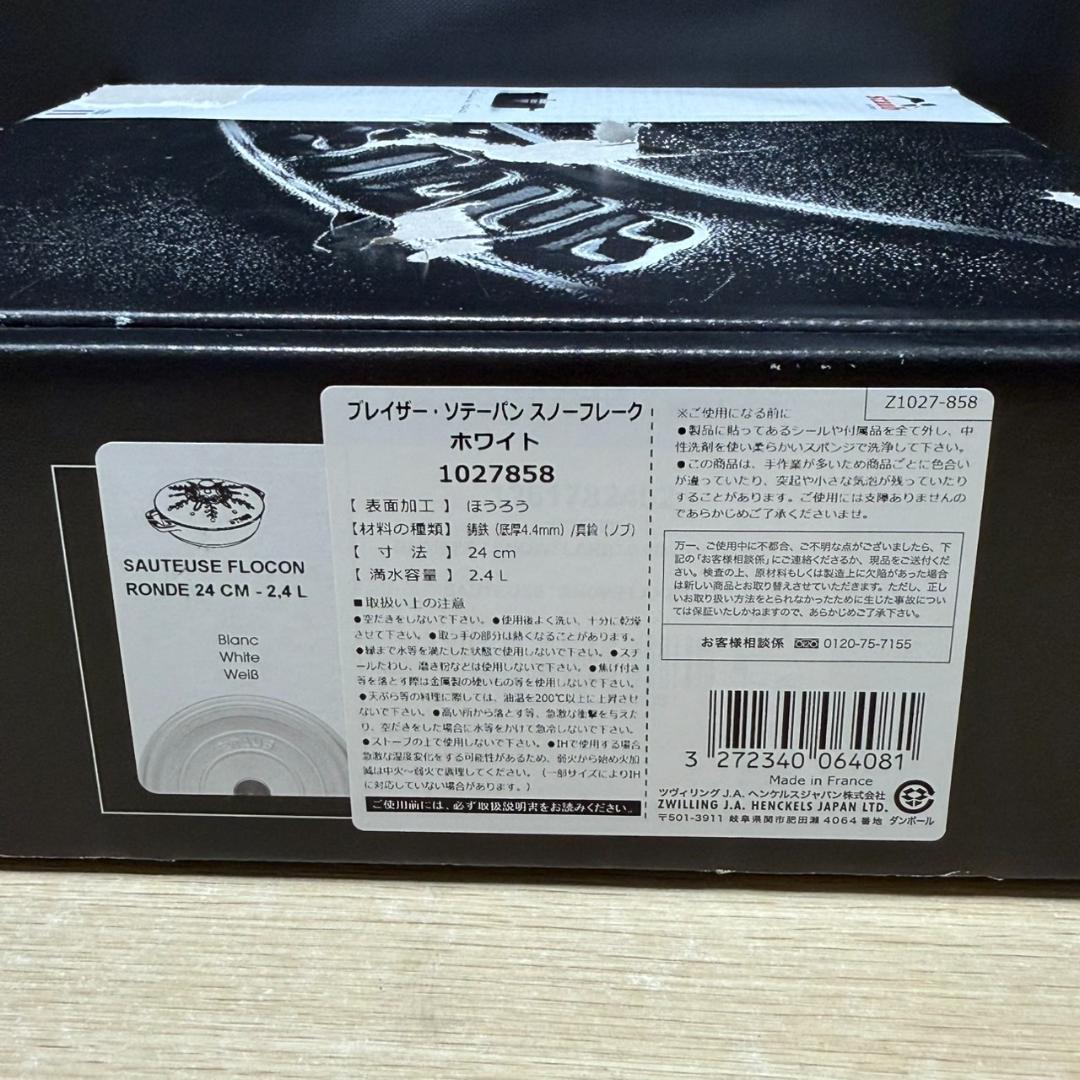 STAUB
SAUTEUSE FLOCON
RONDE 24 CM - 2,4 L
Blanc
White
Weiß
ブレイザー・ソテーパン スノーフレーク
ホワイト
1027858
【 表面加工 】 ほうろう
【材料の種類】 鋳鉄（底厚4.4mm）/真鍮（ノブ）
【 寸 法 】 24 cm
【 満水容量 】 2.4 L
■取扱い上の注意
●空だきをしないで下さい。●使用後よく洗い、十分に乾燥
させて下さい。●取っ手の部分は熱くなることがあります。
●縁まで水等を満たした状態で使用しないで下さい。●スチ
ールたわし、磨き粉などは使用しないで下さい。●焦げ付き
等を落とす際は金属製の硬いもの等を使用しないで下さい。
●天ぷら等の料理に際しては、油温を200℃以上に上昇させ
ないで下さい。●高い所から落とす等、急激な衝撃を与えた
り、空だきをした場合に水等をかけて急冷しないで下さい。
●ストーブの上で使用しないで下さい。●IHで使用する場合
急激な温度変化をする可能性があるため、弱火から始め火加
減は中火〜弱火で調理してください。（一部サイズによりIH
に対応していない場合があります。）
ご使用前には、必ず取扱説明書をお読みください。
Z1027-858
※ご使用になる前に
●製品に貼ってあるシールや付属品を全て外し、中
性洗剤を使い柔らかいスポンジで洗浄して下さい。
●この商品は、手作業が多いため商品ごとに色合い
が違っていたり、突起や小さな気泡が残っていたり
することがあります。ご使用には支障ありませんの
であらかじめご了承くださいませ。
万一、ご使用中に不都合、ご不明な点がございましたら、下
記の「お客様相談係」にご連絡くださるか、現品をご送付くだ
さい。検査の上、原材料もしくは製造上に欠陥があった場合
は新しい商品とお取り替えさせていただきます。ただし、正し
いお取り扱い方法をとられなかったために生じた事故につい
ては保証いたしかねますので、あらかじめご了承下さい。
お客様相談係 0120-75-7155
3 272340 064081
Made in France
ツヴィリング J.A. ヘンケルスジャパン株式会社
ZWILLING J.A. HENCKELS JAPAN LTD.
〒501-3911 岐阜県関市肥田瀬 4064 番地
ダンボール